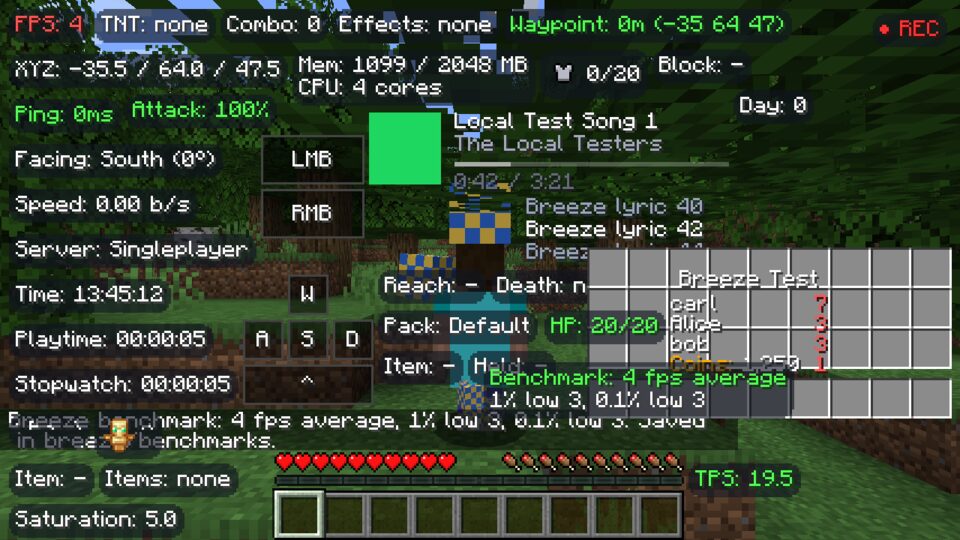 FPS: 4
TNT: none
Combo: 0
Effects: none
Waypoint: 0m (-35 64 47)
REC
XYZ: -35.5 / 64.0 / 47.5
Mem: 1099 / 2048 MB
CPU: 4 cores
0/20
Block: -
Day: 0
Ping: 0ms
Attack: 100%
Local Test Song 1
The Local Testers
0:42 / 3:21
Facing: South (0°)
LMB
Speed: 0.00 b/s
RMB
Breeze lyric 40
Breeze lyric 42
Breeze
Server: Singleplayer
Breeze Test
Reach: -
Death: n
Time: 13:45:12
W
carl 7
Alice 3
bob 3
Coins: 1,250 1
Pack: Default
HP: 20/20
Playtime: 00:00:05
A
S
D
Item: -
Held: -
Stopwatch: 00:00:05
^
Benchmark: 4 fps average
1% low 3, 0.1% low 3
Breeze benchmark: 4 fps average, 1% low 3, 0.1% low 3. Saved
in breeze benchmarks.
Item: -
Items: none
TPS: 19.5
Saturation: 5.0